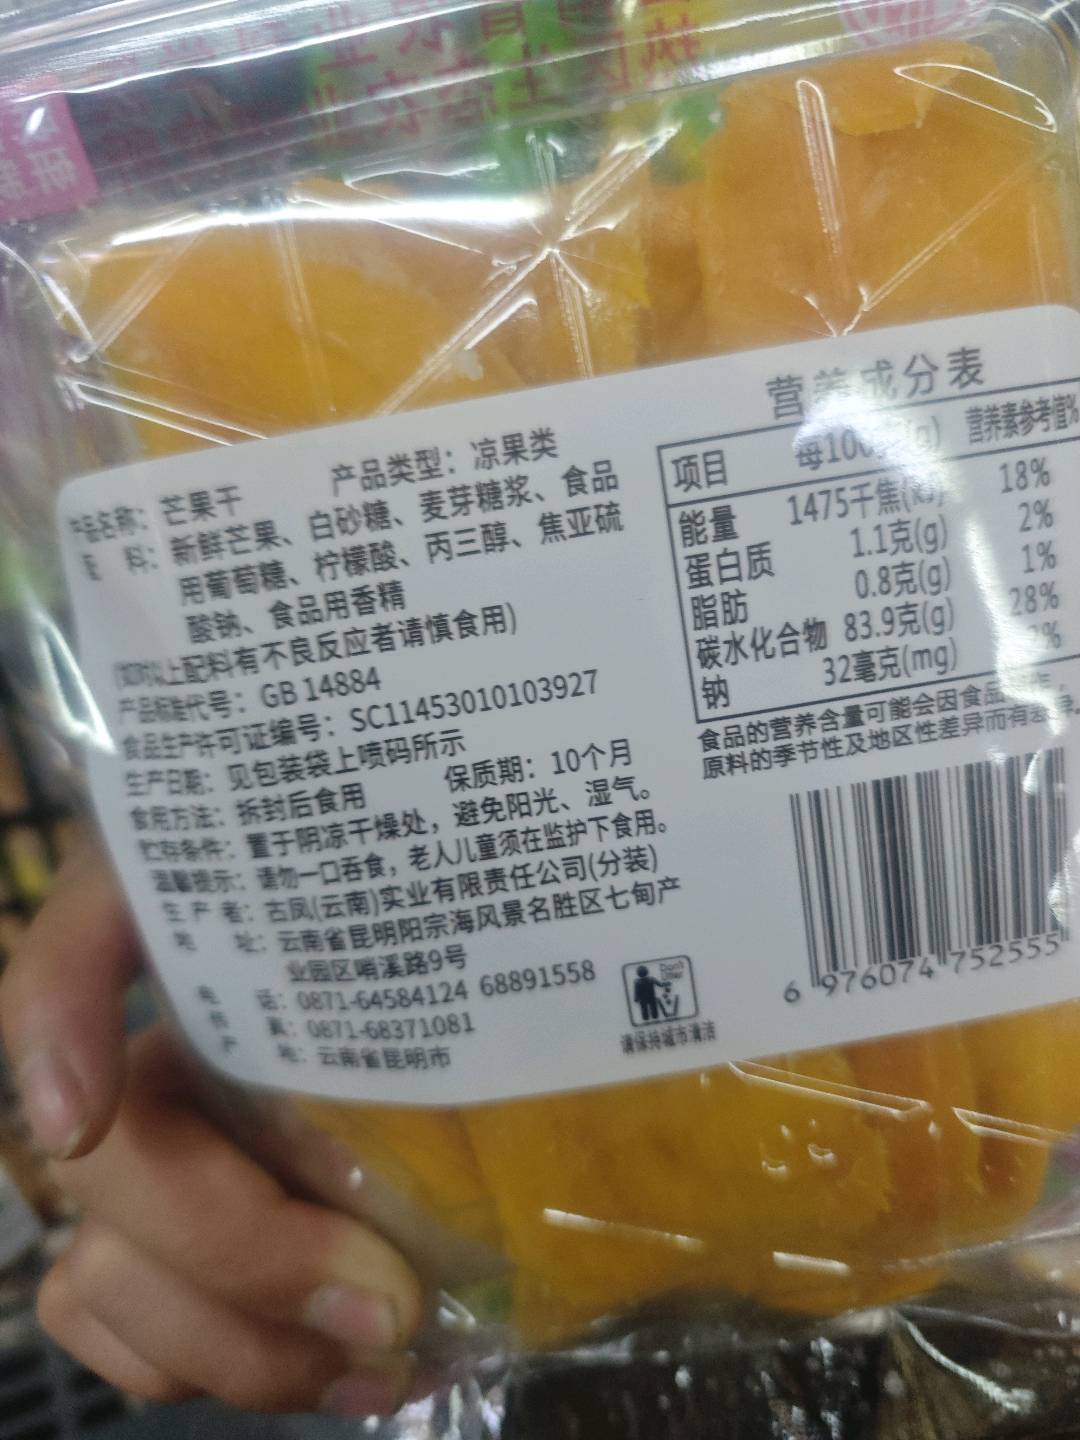 产品名称：芒果干 产品类型：凉果类
料：新鲜芒果、白砂糖、麦芽糖浆、食品
用葡萄糖、柠檬酸、丙三醇、焦亚硫
酸钠、食品用香精
(如对以上配料有不良反应者请慎食用)
产品标准代号：GB 14884
食品生产许可证编号：SC11453010103927
生产日期：见包装袋上喷码所示
食用方法：拆封后食用 保质期：10个月
贮存条件：置于阴凉干燥处，避免阳光、湿气。
温馨提示：请勿一口吞食，老人儿童须在监护下食用。
生产者：古凤(云南)实业有限责任公司(分装)
地 址：云南省昆明阳宗海风景名胜区七甸产
业园区哨溪路9号
电 话：0871-64584124 68891558
传 真：0871-68371081
产 地：云南省昆明市
请保持城市清洁
营养成分表
项目 每100 (g) 营养素参考值%
能量 1475千焦(kJ) 18%
蛋白质 1.1克(g) 2%
脂肪 0.8克(g) 1%
碳水化合物 83.9克(g) 28%
钠 32毫克(mg) 2%
食品的营养含量可能会因食品
原料的季节性及地区性差异而有
6 976074 752555